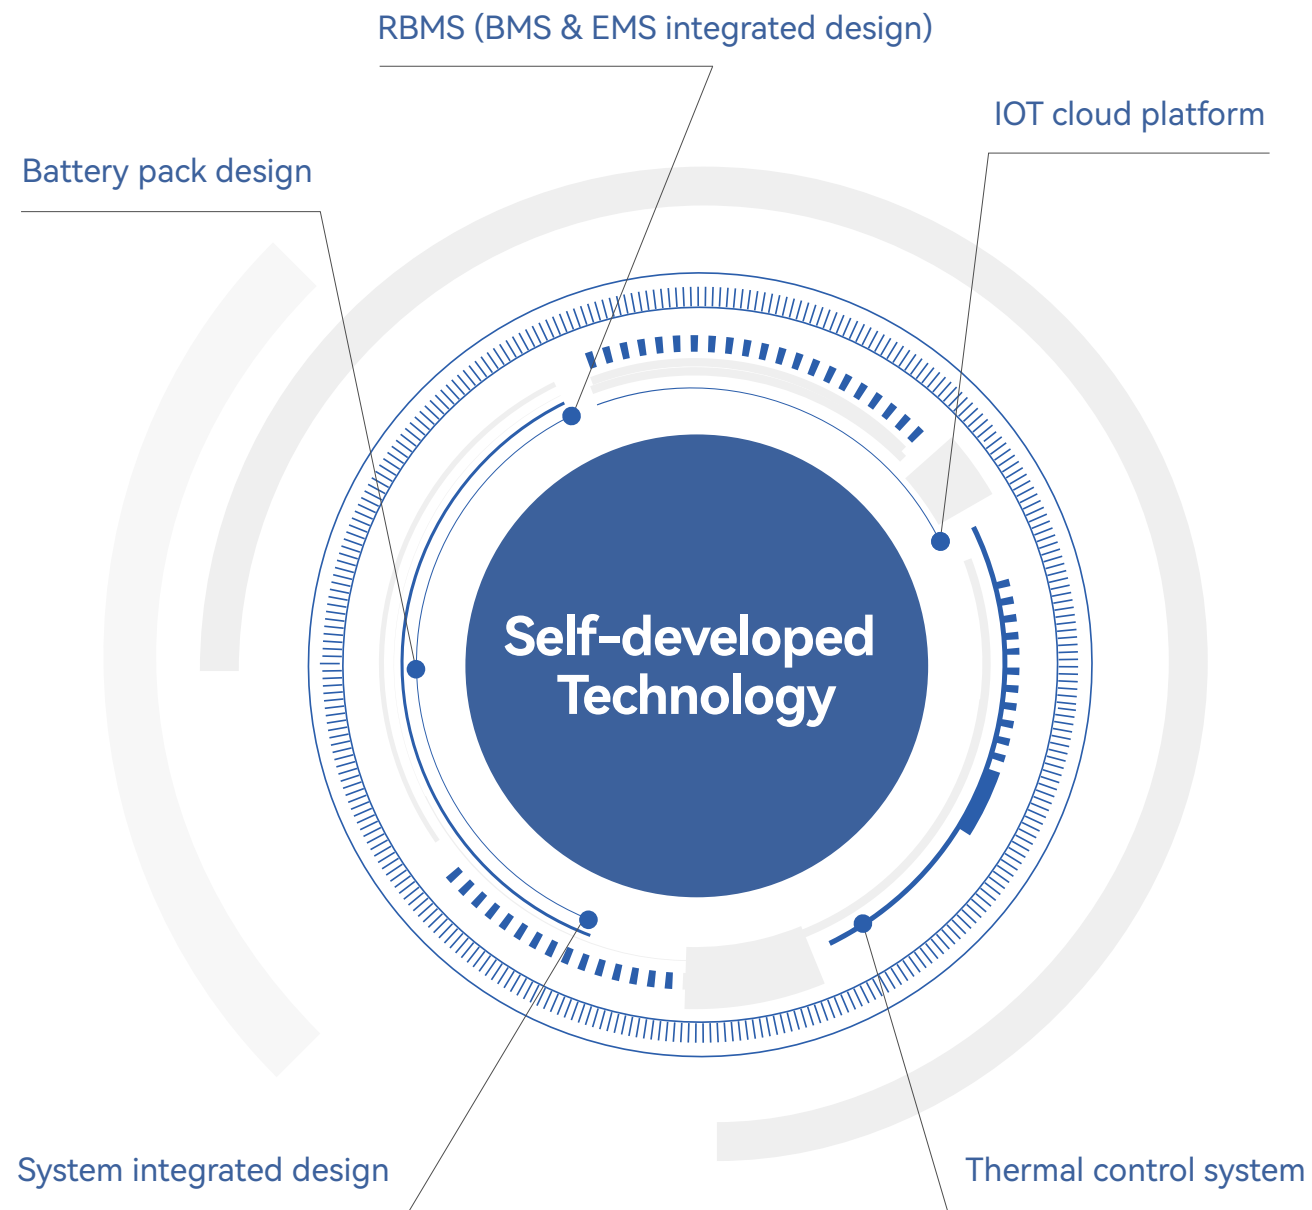 RBMS (BMS & EMS integrated design)
IOT cloud platform
Battery pack design
Self-developed
Technology
System integrated design
Thermal control system